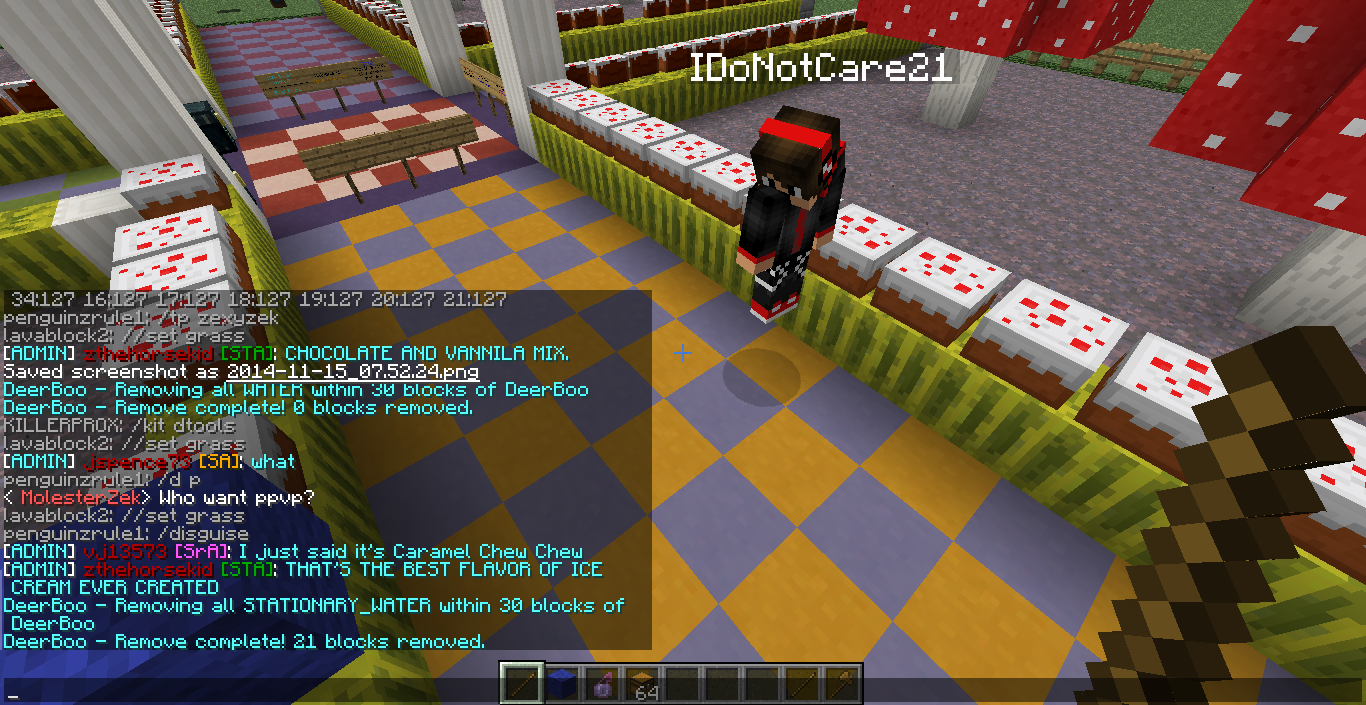 IDoNotCare21
34;127 16;127 17;127 18;127 19;127 20;127 21;127
penguinzrule1: /tp zexyzek
lavablock2: //set grass
[ADMIN] zthehorsekid [STA]: CHOCOLATE AND VANNILA MIX.
Saved screenshot as 2014-11-15_07.52.24.png
DeerBoo - Removing all WATER within 30 blocks of DeerBoo
DeerBoo - Remove complete! 0 blocks removed.
KILLERPROX: /kit dtools
lavablock2: //set grass
[ADMIN] jspence73 [SA]: what
penguinzrule1: /d p
< MolesterZek> Who want ppvp?
lavablock2: //set grass
penguinzrule1: /disguise
[ADMIN] vj13573 [SrA]: I just said it's Caramel Chew Chew
[ADMIN] zthehorsekid [STA]: THAT'S THE BEST FLAVOR OF ICE
CREAM EVER CREATED
DeerBoo - Removing all STATIONARY_WATER within 30 blocks of
DeerBoo
DeerBoo - Remove complete! 21 blocks removed.
_
64